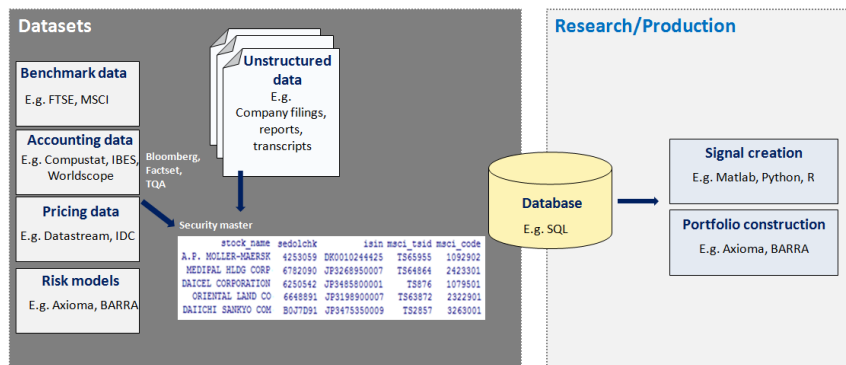 Datasets
Benchmark data
E.g. FTSE, MSCI
Accounting data
E.g. Compustat, IBES,
Worldscope
Pricing data
E.g. Datastream, IDC
Risk models
E.g. Axioma, BARRA
Bloomberg,
Factset,
TQA
Unstructured
data
E.g.
Company filings,
reports,
transcripts
Security master
stock_name sedolchk isin msci_tsid msci_code
A.P. MOLLER-MAERSK 4253059 DK0010244425 TS65955 1092902
MEDIPAL HLDG CORP 6782090 JP3268950007 TS64864 2423301
DAICEL CORPORATION 6250542 JP3485800001 TS876 1079501
ORIENTAL LAND CO 6648891 JP3198900007 TS63872 2322901
DAIICHI SANKYO COM B0J7D91 JP3475350009 TS2857 3263001
Database
E.g. SQL
Research/Production
Signal creation
E.g. Matlab, Python, R
Portfolio construction
E.g. Axioma, BARRA